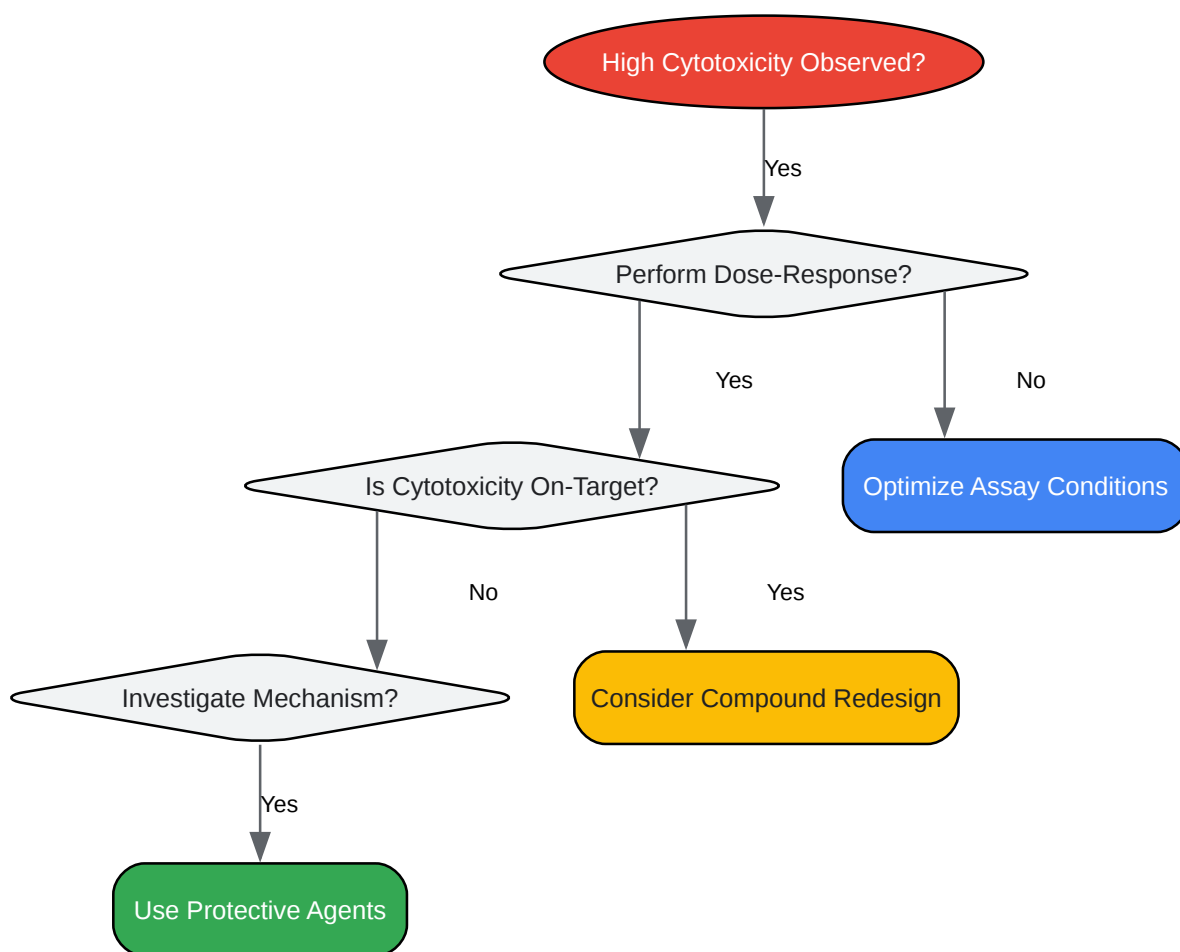 High Cytotoxicity Observed?
Yes
Perform Dose-Response?
Yes
No
Is Cytotoxicity On-Target?
Optimize Assay Conditions
No
Yes
Investigate Mechanism?
Consider Compound Redesign
Yes
Use Protective Agents